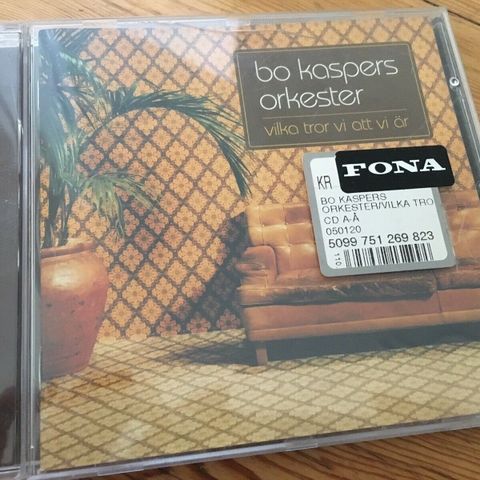 bo kaspers
orkester
vilka tror vi att vi är
FONA
KR
BO KASPERS
ORKESTER/VILKA TRO
CD A-Å
050120
5099 751 269 823
110